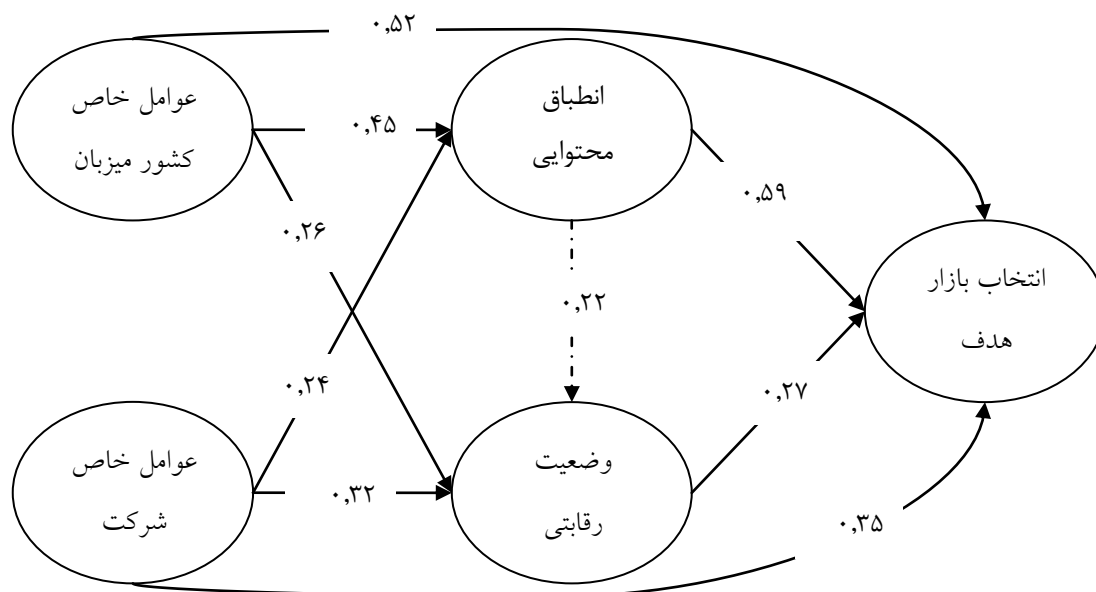 ۰,۵۲
عوامل خاص
کشور میزبان
انطباق
محتوایی
۰,۴۵
۰,۵۹
۰,۲۶
انتخاب بازار
هدف
۰,۲۲
۰,۲۴
۰,۲۷
عوامل خاص
شرکت
وضعیت
رقابتی
۰,۳۲
۰,۳۵